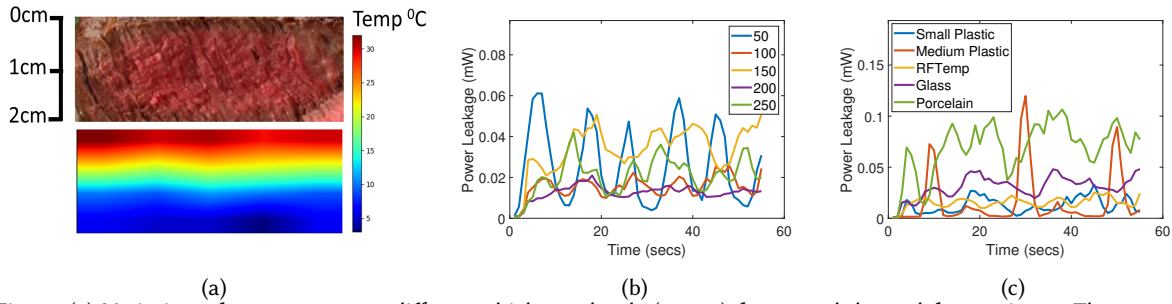 0cm
1cm
2cm
Temp ⁰C
30
25
20
15
10
5
(a)
Power Leakage (mW)
0.08
0.06
0.04
0.02
0
0
20
40
60
Time (secs)
50
100
150
200
250
(b)
Power Leakage (mW)
0.15
0.1
0.05
0
0
20
40
60
Time (secs)
Small Plastic
Medium Plastic
RFTemp
Glass
Porcelain
(c)